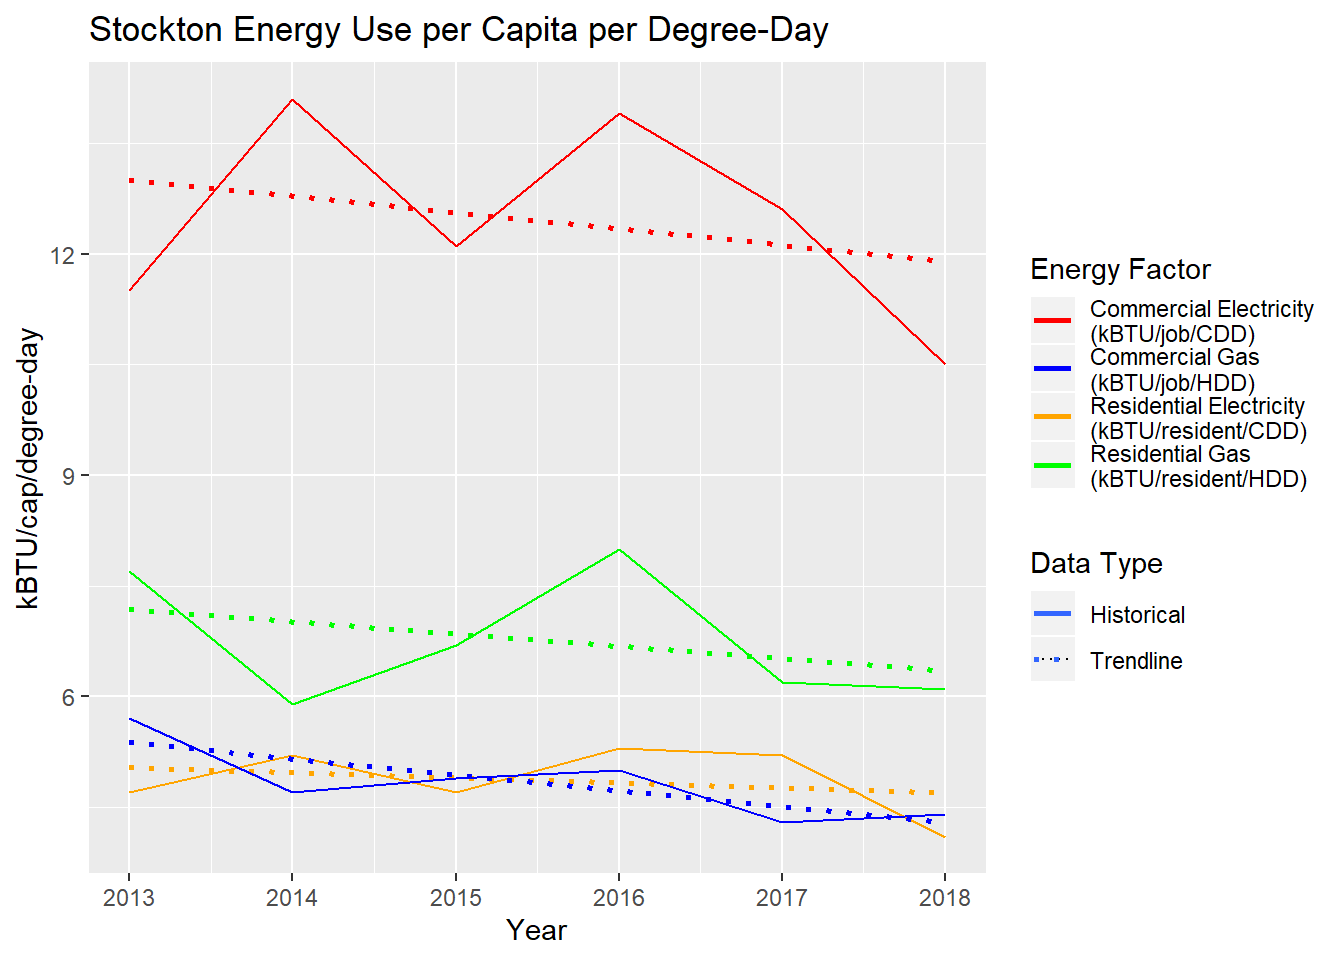 Stockton Energy Use per Capita per Degree-Day
kBTU/cap/degree-day
12
9
6
2013
2014
2015
2016
2017
2018
Year
Energy Factor
Commercial Electricity
(kBTU/job/CDD)
Commercial Gas
(kBTU/job/HDD)
Residential Electricity
(kBTU/resident/CDD)
Residential Gas
(kBTU/resident/HDD)
Data Type
Historical
Trendline